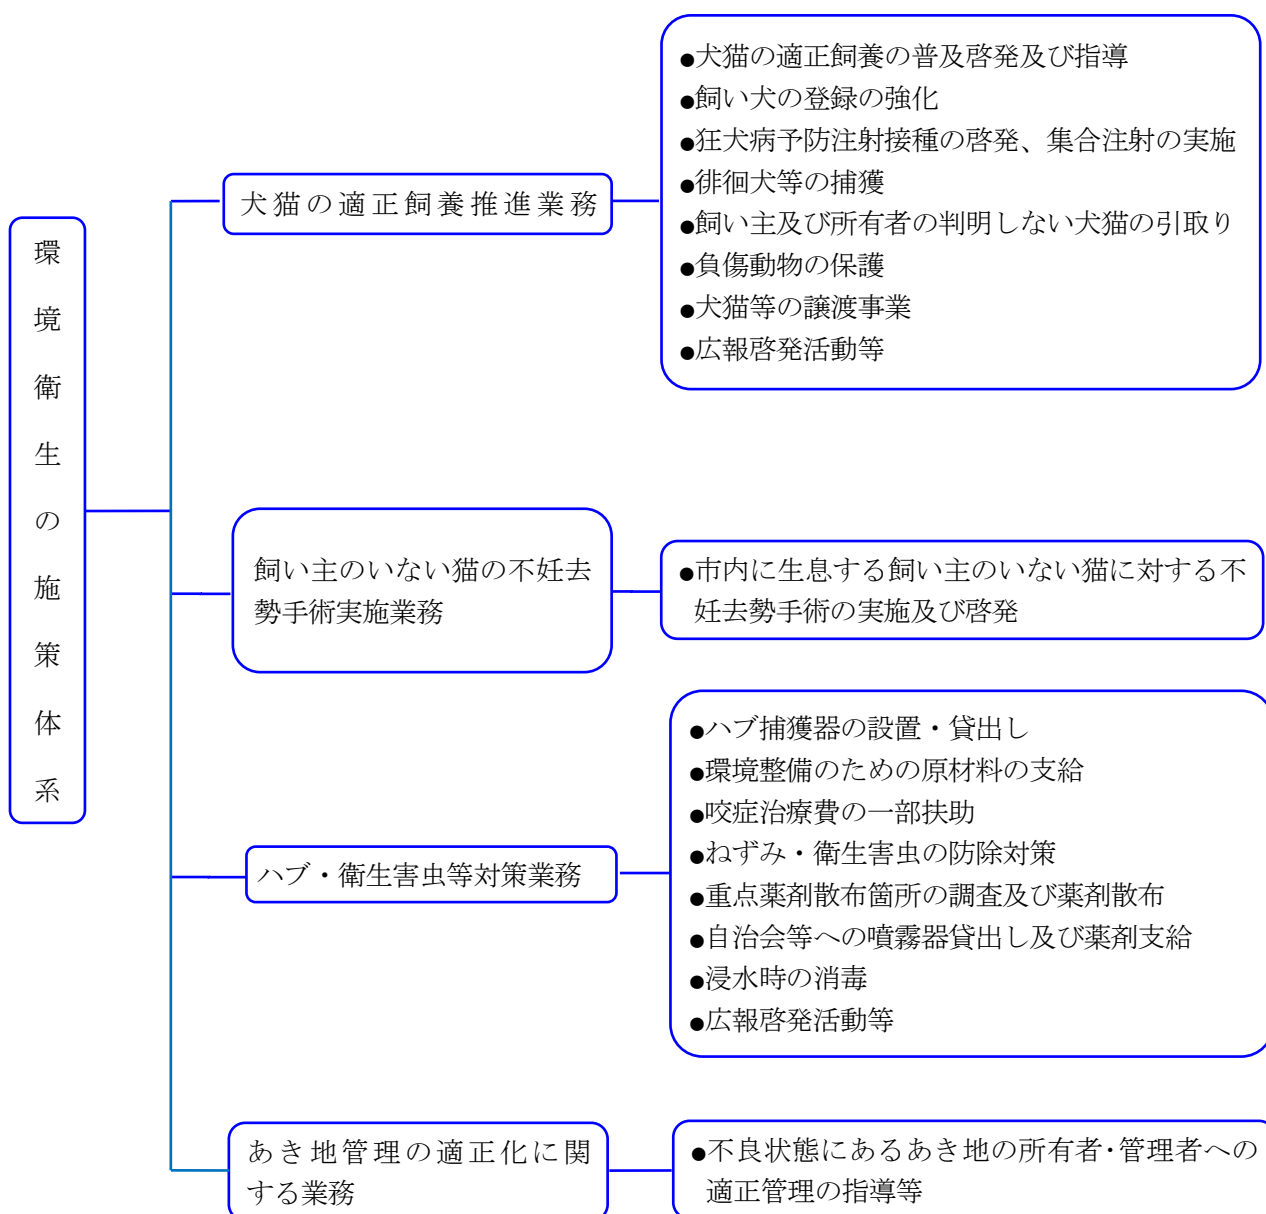 環境衛生の施策体系
犬猫の適正飼養推進業務
●犬猫の適正飼養の普及啓発及び指導
●飼い犬の登録の強化
●狂犬病予防注射接種の啓発、集合注射の実施
●徘徊犬等の捕獲
●飼い主及び所有者の判明しない犬猫の引取り
●負傷動物の保護
●犬猫等の譲渡事業
●広報啓発活動等
飼い主のいない猫の不妊去
勢手術実施業務
●市内に生息する飼い主のいない猫に対する不
妊去勢手術の実施及び啓発
ハブ・衛生害虫等対策業務
●ハブ捕獲器の設置・貸出し
●環境整備のための原材料の支給
●咬症治療費の一部扶助
●ねずみ・衛生害虫の防除対策
●重点薬剤散布箇所の調査及び薬剤散布
●自治会等への噴霧器貸出し及び薬剤支給
●浸水時の消毒
●広報啓発活動等
あき地管理の適正化に関
する業務
●不良状態にあるあき地の所有者･管理者への
適正管理の指導等